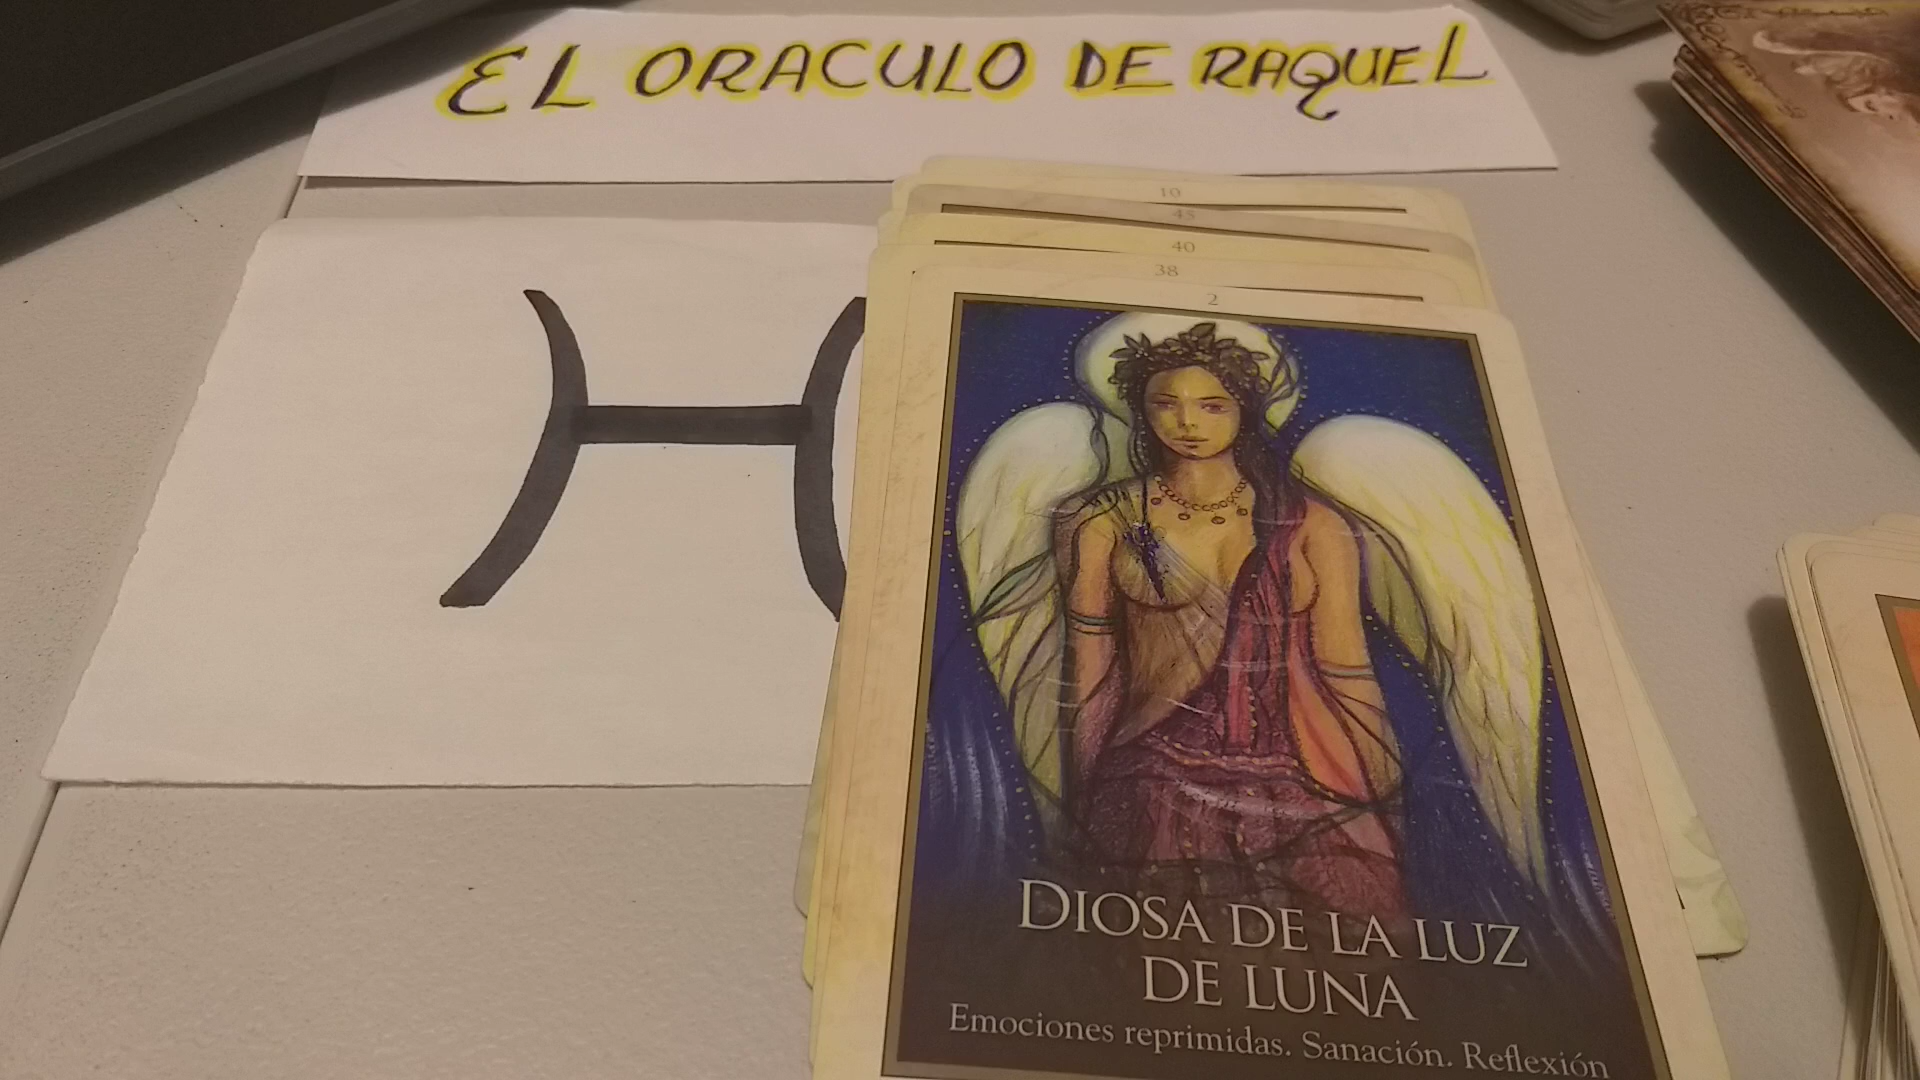 EL ORACULO DE RAQUEL
10
45
40
38
2
DIOSA DE LA LUZ
DE LUNA
Emociones reprimidas. Sanación. Reflexión